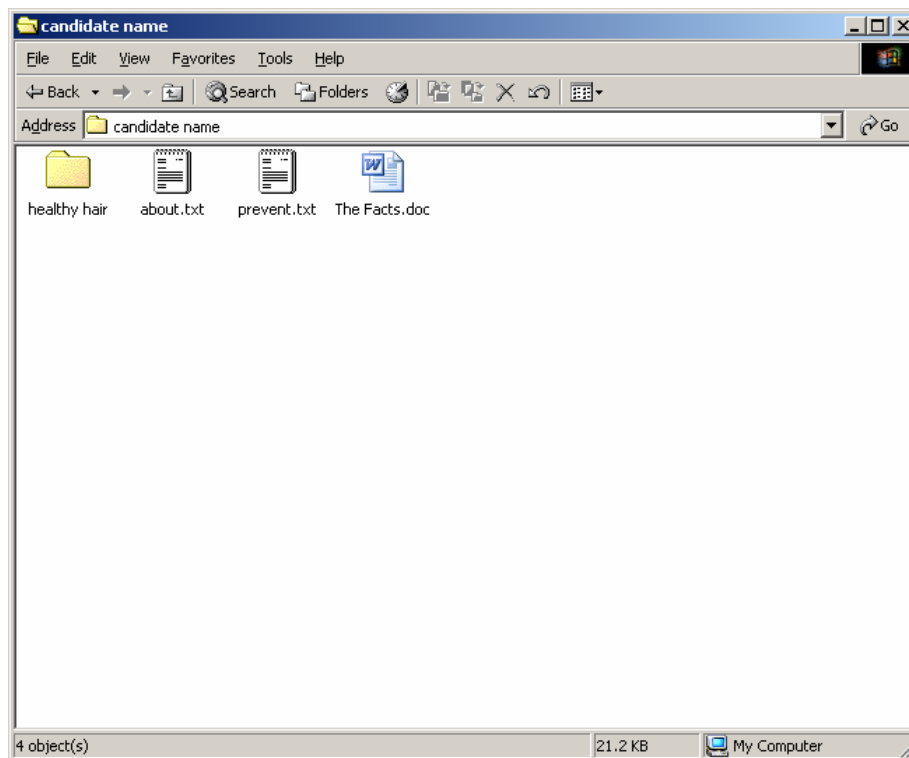 candidate name
File Edit View Favorites Tools Help
Back Search Folders
Address candidate name Go
healthy hair about.txt prevent.txt The Facts.doc
4 object(s) 21.2 KB My Computer